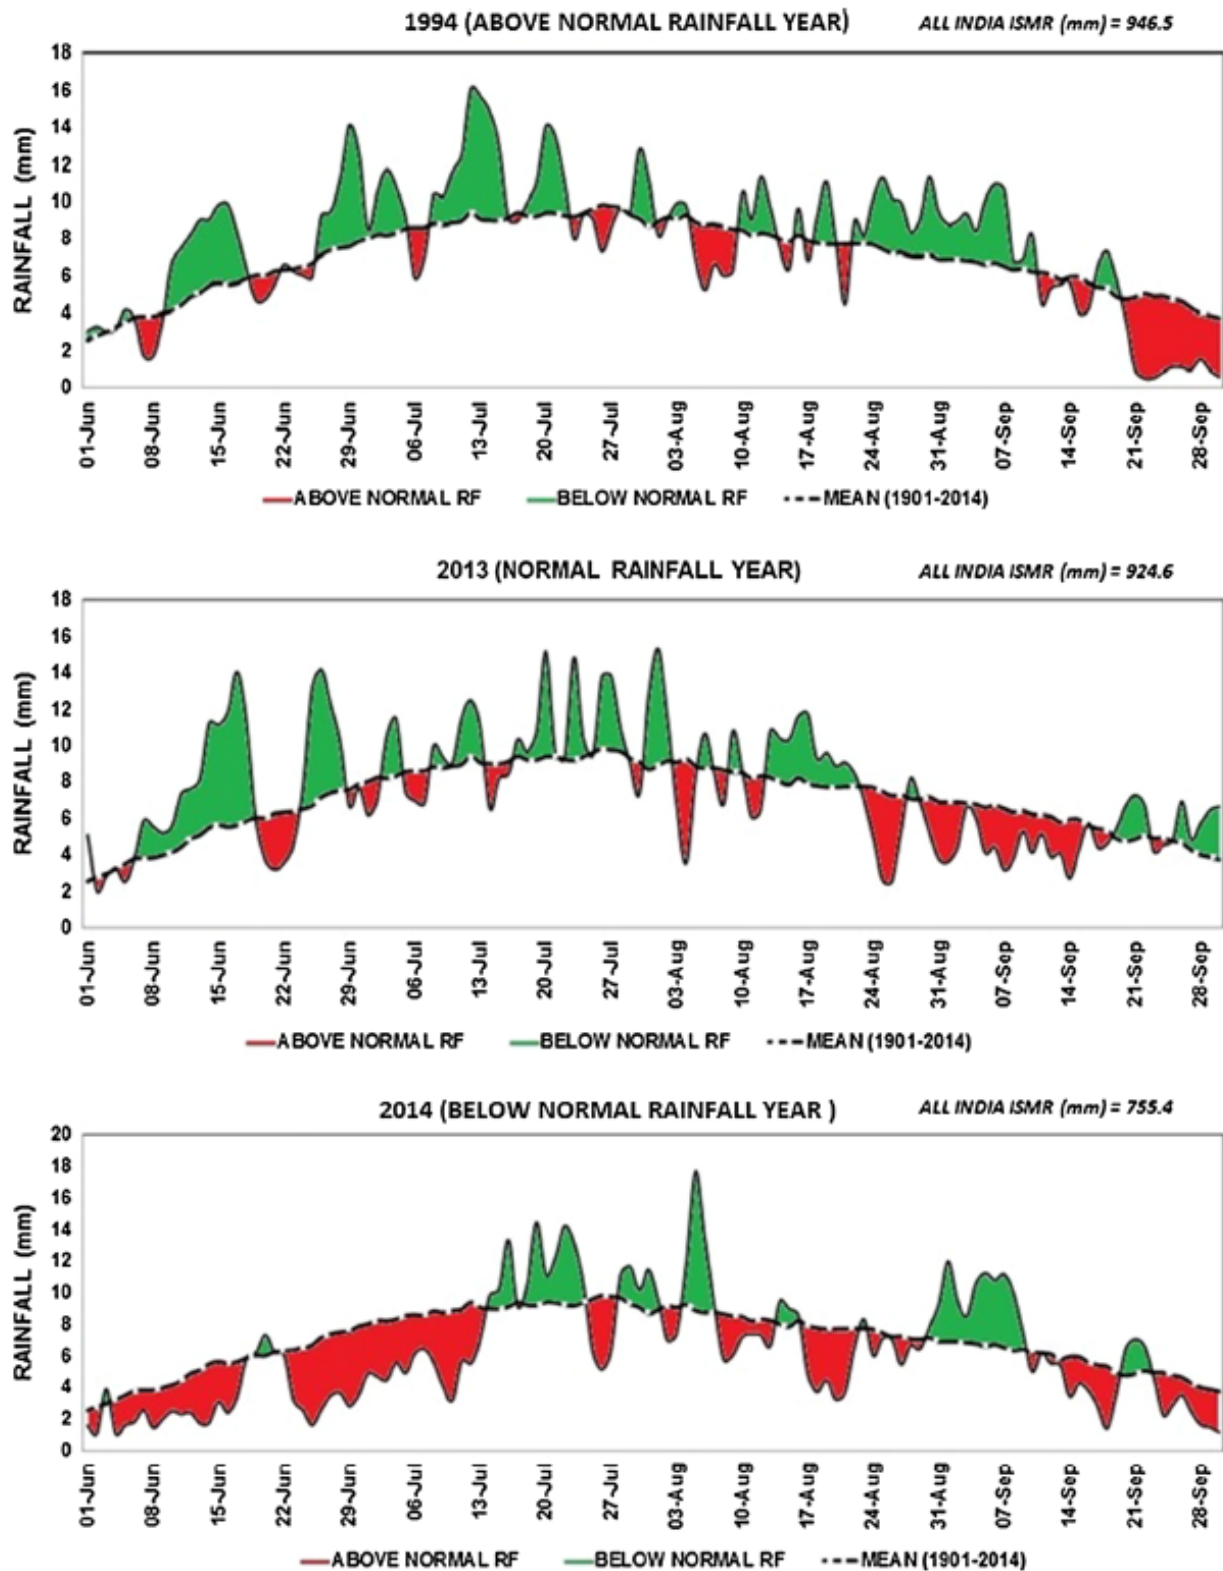 1994 (ABOVE NORMAL RAINFALL YEAR) ALL INDIA ISMR (mm) = 946.5
18
16
14
12
10
8
6
4
2
0
RAINFALL (mm)
01-Jun 08-Jun 15-Jun 22-Jun 29-Jun 06-Jul 13-Jul 20-Jul 27-Jul 03-Aug 10-Aug 17-Aug 24-Aug 31-Aug 07-Sep 14-Sep 21-Sep 28-Sep
ABOVE NORMAL RF BELOW NORMAL RF MEAN (1901-2014)
2013 (NORMAL RAINFALL YEAR) ALL INDIA ISMR (mm) = 924.6
18
16
14
12
10
8
6
4
2
0
RAINFALL (mm)
01-Jun 08-Jun 15-Jun 22-Jun 29-Jun 06-Jul 13-Jul 20-Jul 27-Jul 03-Aug 10-Aug 17-Aug 24-Aug 31-Aug 07-Sep 14-Sep 21-Sep 28-Sep
ABOVE NORMAL RF BELOW NORMAL RF MEAN (1901-2014)
2014 (BELOW NORMAL RAINFALL YEAR ) ALL INDIA ISMR (mm) = 755.4
20
18
16
14
12
10
8
6
4
2
0
RAINFALL (mm)
01-Jun 08-Jun 15-Jun 22-Jun 29-Jun 06-Jul 13-Jul 20-Jul 27-Jul 03-Aug 10-Aug 17-Aug 24-Aug 31-Aug 07-Sep 14-Sep 21-Sep 28-Sep
ABOVE NORMAL RF BELOW NORMAL RF MEAN (1901-2014)